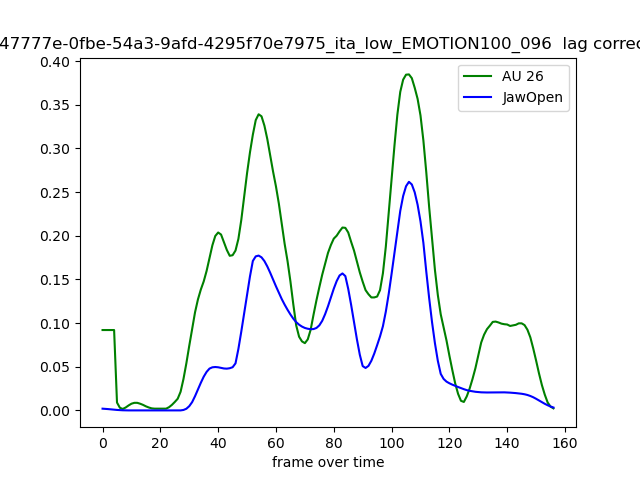 47777e-0fbe-54a3-9afd-4295f70e7975_ita_low_EMOTION100_096 lag correc
AU 26
JawOpen
0.40
0.35
0.30
0.25
0.20
0.15
0.10
0.05
0.00
0 20 40 60 80 100 120 140 160
frame over time